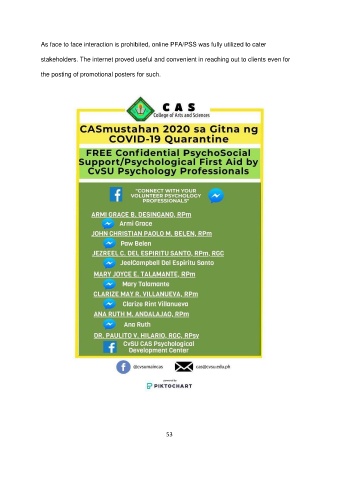 As face to face interaction is prohibited, online PFA/PSS was fully utilized to cater
stakeholders. The internet proved useful and convenient in reaching out to clients even for
the posting of promotional posters for such.
CAS
College of Arts and Sciences
CASmustahan 2020 sa Gitna ng
COVID-19 Quarantine
FREE Confidential PsychoSocial
Support/Psychological First Aid by
CvSU Psychology Professionals
"CONNECT WITH YOUR
VOLUNTEER PSYCHOLOGY
PROFESSIONALS"
ARMI GRACE B. DESINGANO, RPm
Armi Grace
JOHN CHRISTIAN PAOLO M. BELEN, RPm
Paw Belen
JEZREEL C. DEL ESPIRITU SANTO, RPm, RGC
JaelCampbell Del Espiritu Santo
MARY JOYCE E. TALAMANTE, RPm
Mary Talamante
CLARIZE MAY R. VILLANUEVA, RPm
Clarize Rint Villanueva
ANA RUTH M. ANDALAJAO, RPm
Ana Ruth
DR. PAULITO V. HILARIO, RGC, RPsy
CvSU CAS Psychological
Development Center
@cvsumaincas cas@cvsu.edu.ph
powered by
PIKTOCHART
53